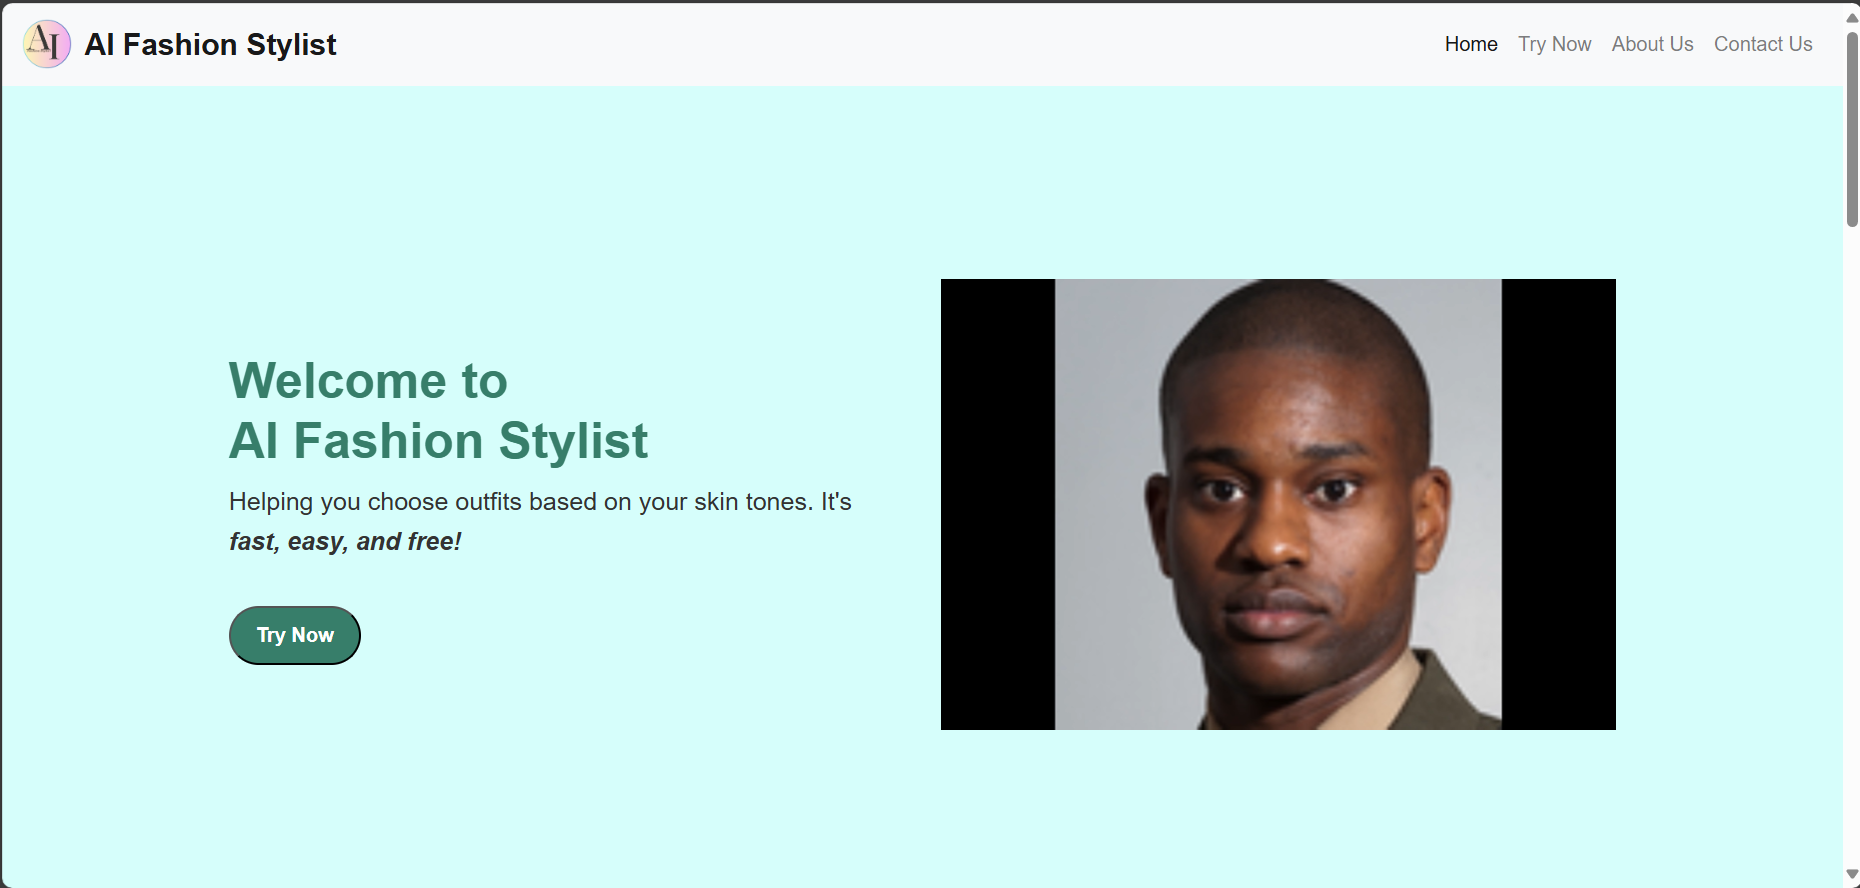 AI
AI Fashion Stylist
Home
Try Now
About Us
Contact Us
Welcome to
AI Fashion Stylist
Helping you choose outfits based on your skin tones. It's
fast, easy, and free!
Try Now